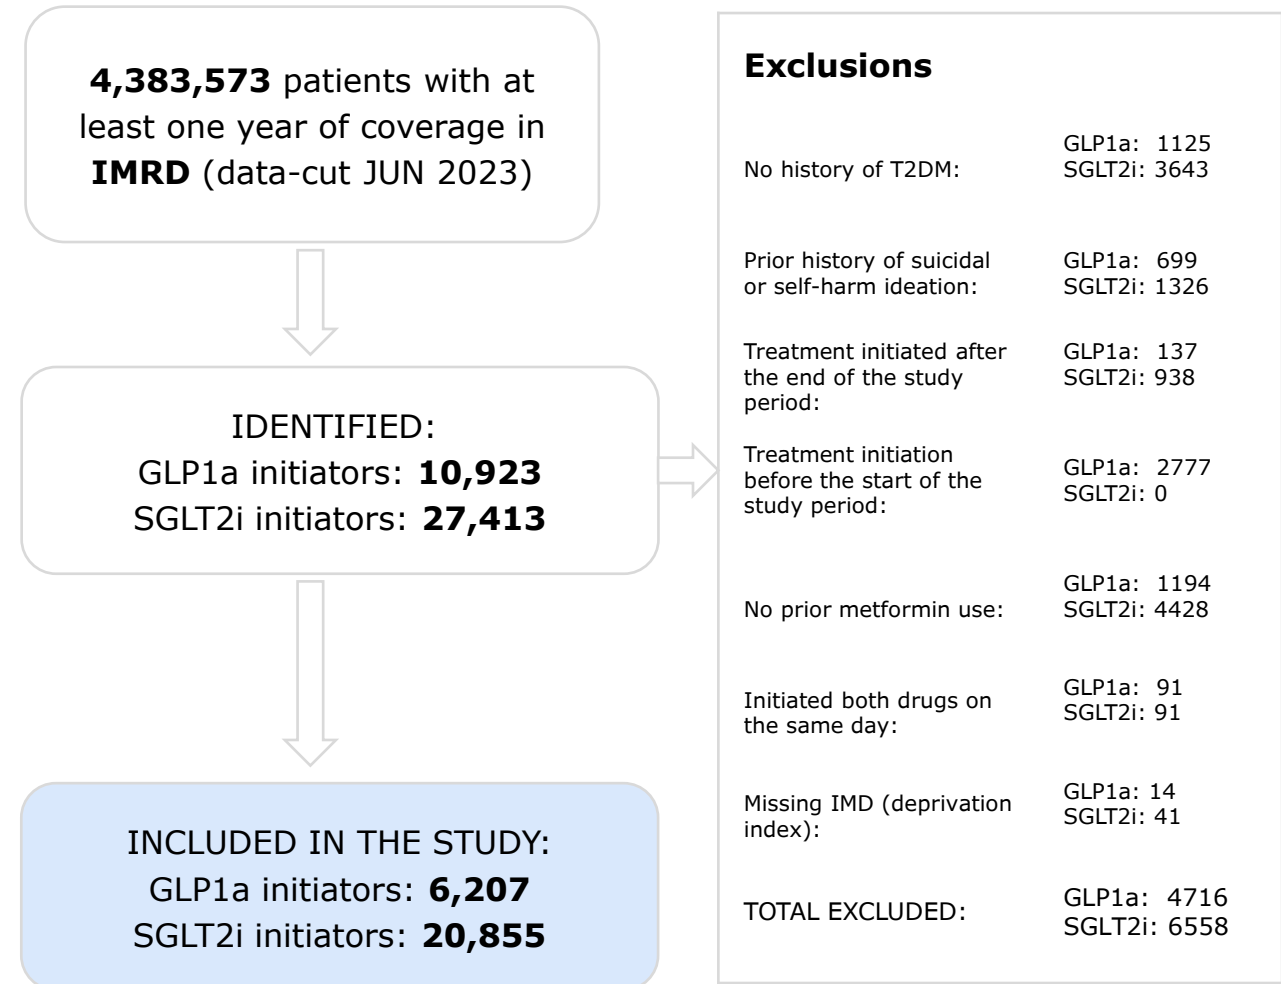 4,383,573 patients with at
least one year of coverage in
IMRD (data-cut JUN 2023)
IDENTIFIED:
GLP1a initiators: 10,923
SGLT2i initiators: 27,413
INCLUDED IN THE STUDY:
GLP1a initiators: 6,207
SGLT2i initiators: 20,855
Exclusions
No history of T2DM:
GLP1a: 1125
SGLT2i: 3643
Prior history of suicidal
or self-harm ideation:
GLP1a: 699
SGLT2i: 1326
Treatment initiated after
the end of the study
period:
GLP1a: 137
SGLT2i: 938
Treatment initiation
before the start of the
study period:
GLP1a: 2777
SGLT2i: 0
No prior metformin use:
GLP1a: 1194
SGLT2i: 4428
Initiated both drugs on
the same day:
GLP1a: 91
SGLT2i: 91
Missing IMD (deprivation
index):
GLP1a: 14
SGLT2i: 41
TOTAL EXCLUDED:
GLP1a: 4716
SGLT2i: 6558